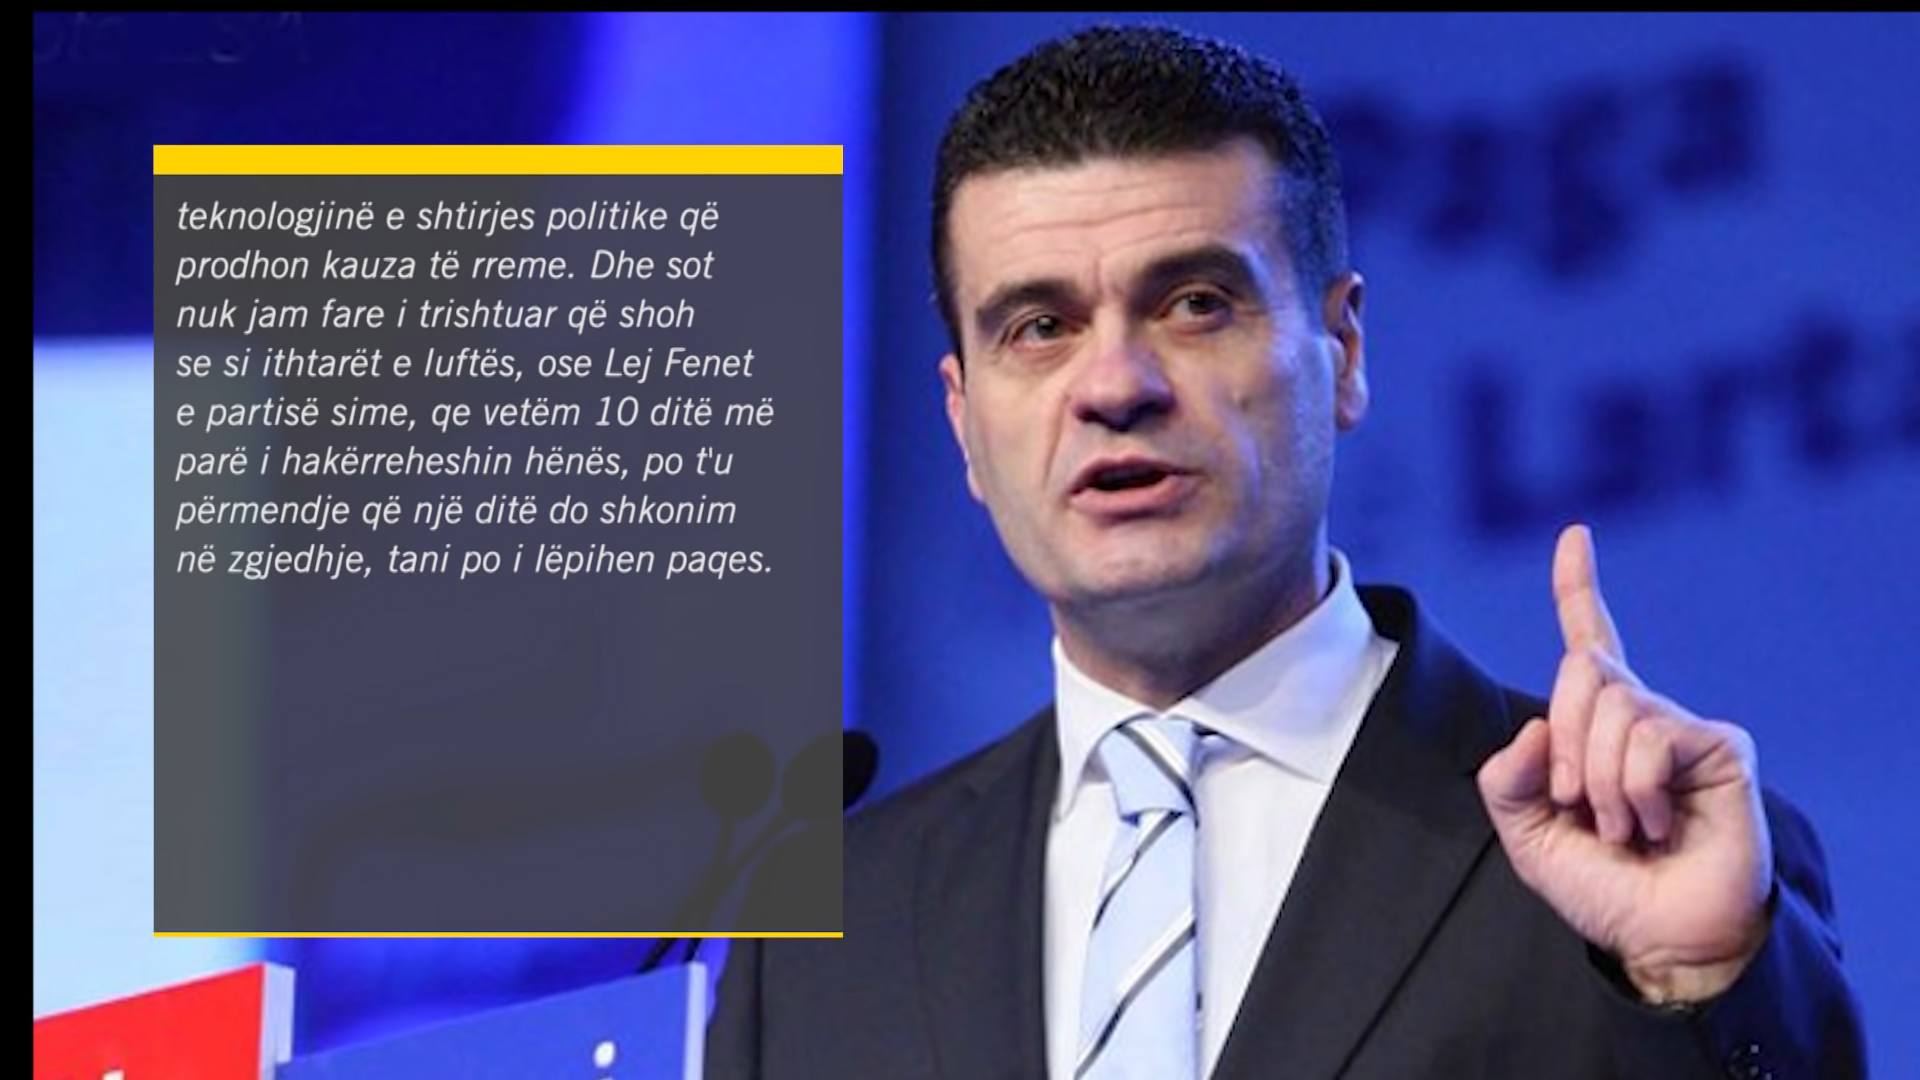 teknologjinë e shtirjes politike që
prodhon kauza të rreme. Dhe sot
nuk jam fare i trishtuar që shoh
se si ithtarët e luftës, ose Lej Fenet
e partisë sime, qe vetëm 10 ditë më
parë i hakërreheshin hënës, po t'u
përmendje që një ditë do shkonim
në zgjedhje, tani po i lëpihen paqes.